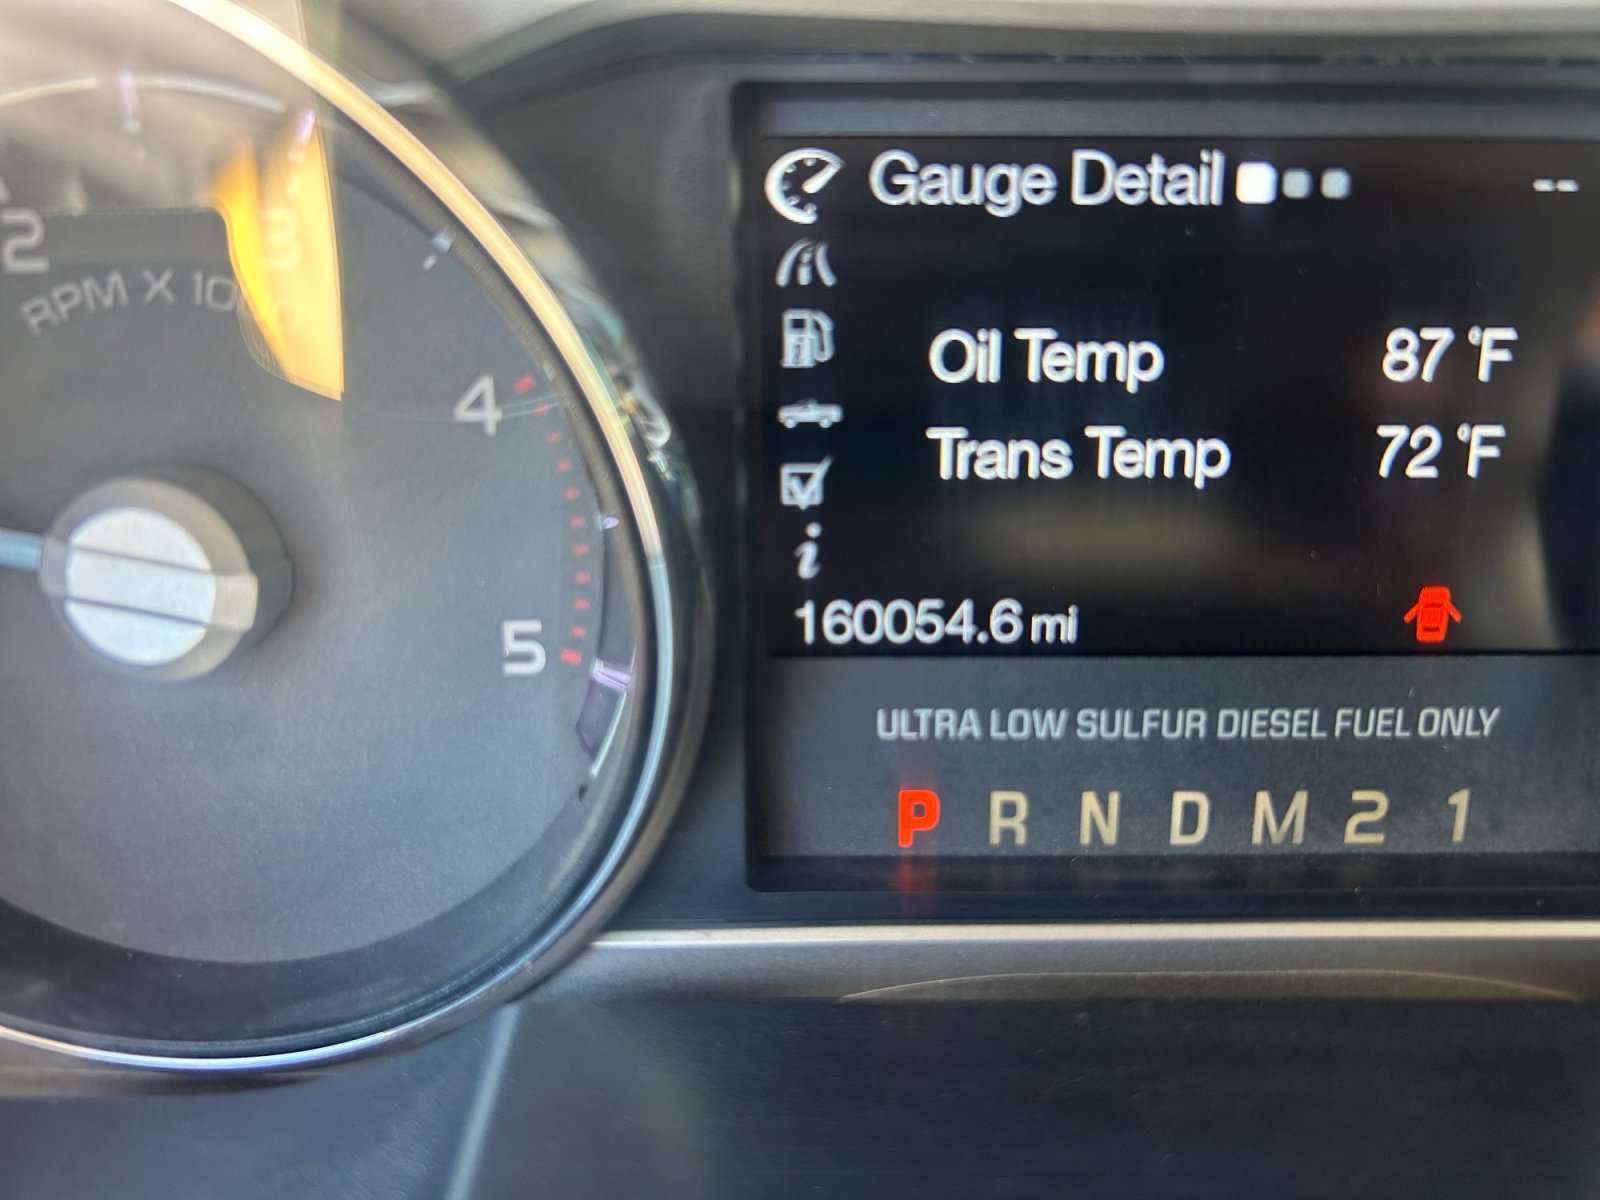 2
3
RPM X 10
4
5
Gauge Detail --
Oil Temp 87 °F
Trans Temp 72 °F
i
160054.6 mi
ULTRA LOW SULFUR DIESEL FUEL ONLY
P R N D M 2 1